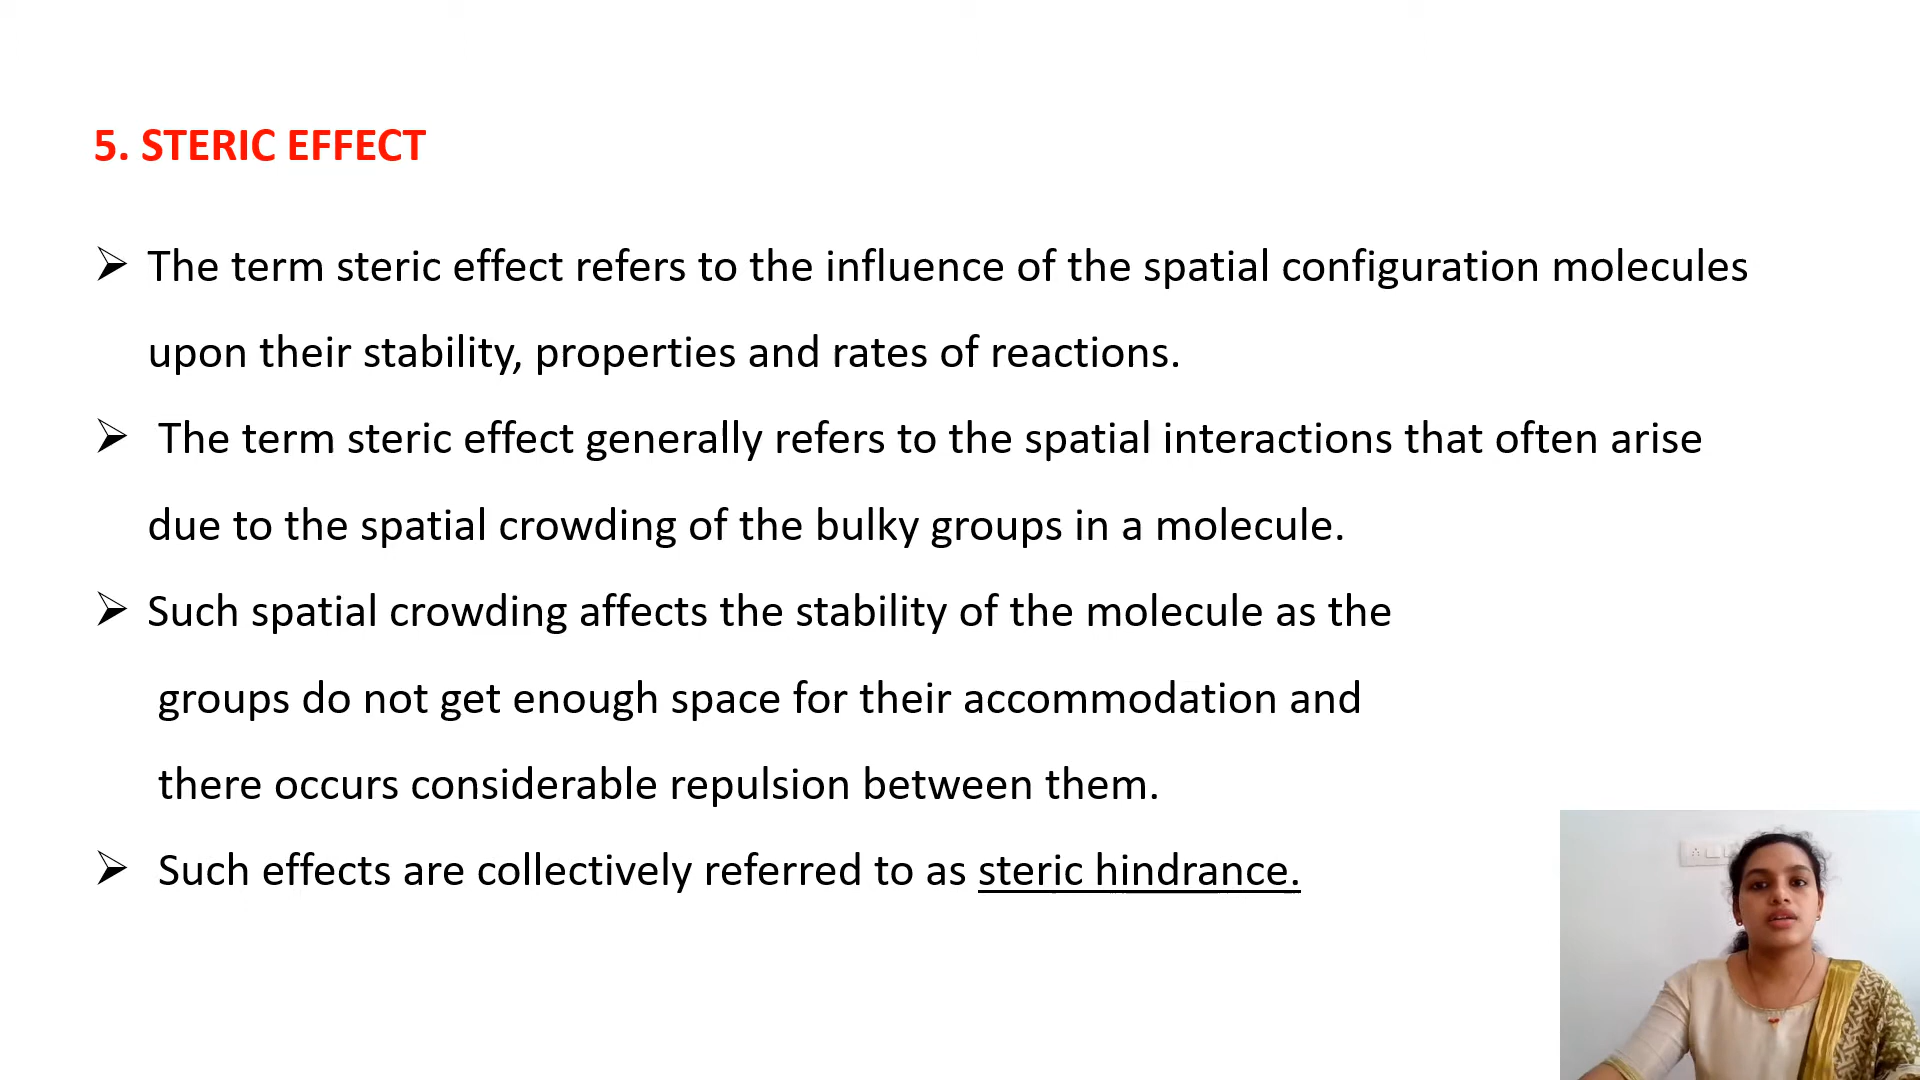 5. STERIC EFFECT
➢ The term steric effect refers to the influence of the spatial configuration molecules
upon their stability, properties and rates of reactions.
➢ The term steric effect generally refers to the spatial interactions that often arise
due to the spatial crowding of the bulky groups in a molecule.
➢ Such spatial crowding affects the stability of the molecule as the
groups do not get enough space for their accommodation and
there occurs considerable repulsion between them.
➢ Such effects are collectively referred to as steric hindrance.